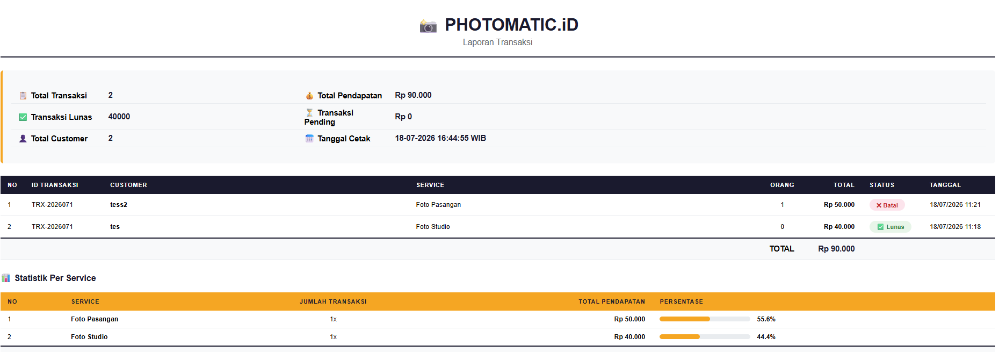 PHOTOMATIC.iD
Laporan Transaksi
Total Transaksi 2 Total Pendapatan Rp 90.000
Transaksi Lunas 40000 Transaksi Pending Rp 0
Total Customer 2 Tanggal Cetak 18-07-2026 16:44:55 WIB
NO ID TRANSAKSI CUSTOMER SERVICE ORANG TOTAL STATUS TANGGAL
1 TRX-2026071 tess2 Foto Pasangan 1 Rp 50.000 Batal 18/07/2026 11:21
2 TRX-2026071 tes Foto Studio 0 Rp 40.000 Lunas 18/07/2026 11:18
TOTAL Rp 90.000
Statistik Per Service
NO SERVICE JUMLAH TRANSAKSI TOTAL PENDAPATAN PERSENTASE
1 Foto Pasangan 1x Rp 50.000 55.6%
2 Foto Studio 1x Rp 40.000 44.4%